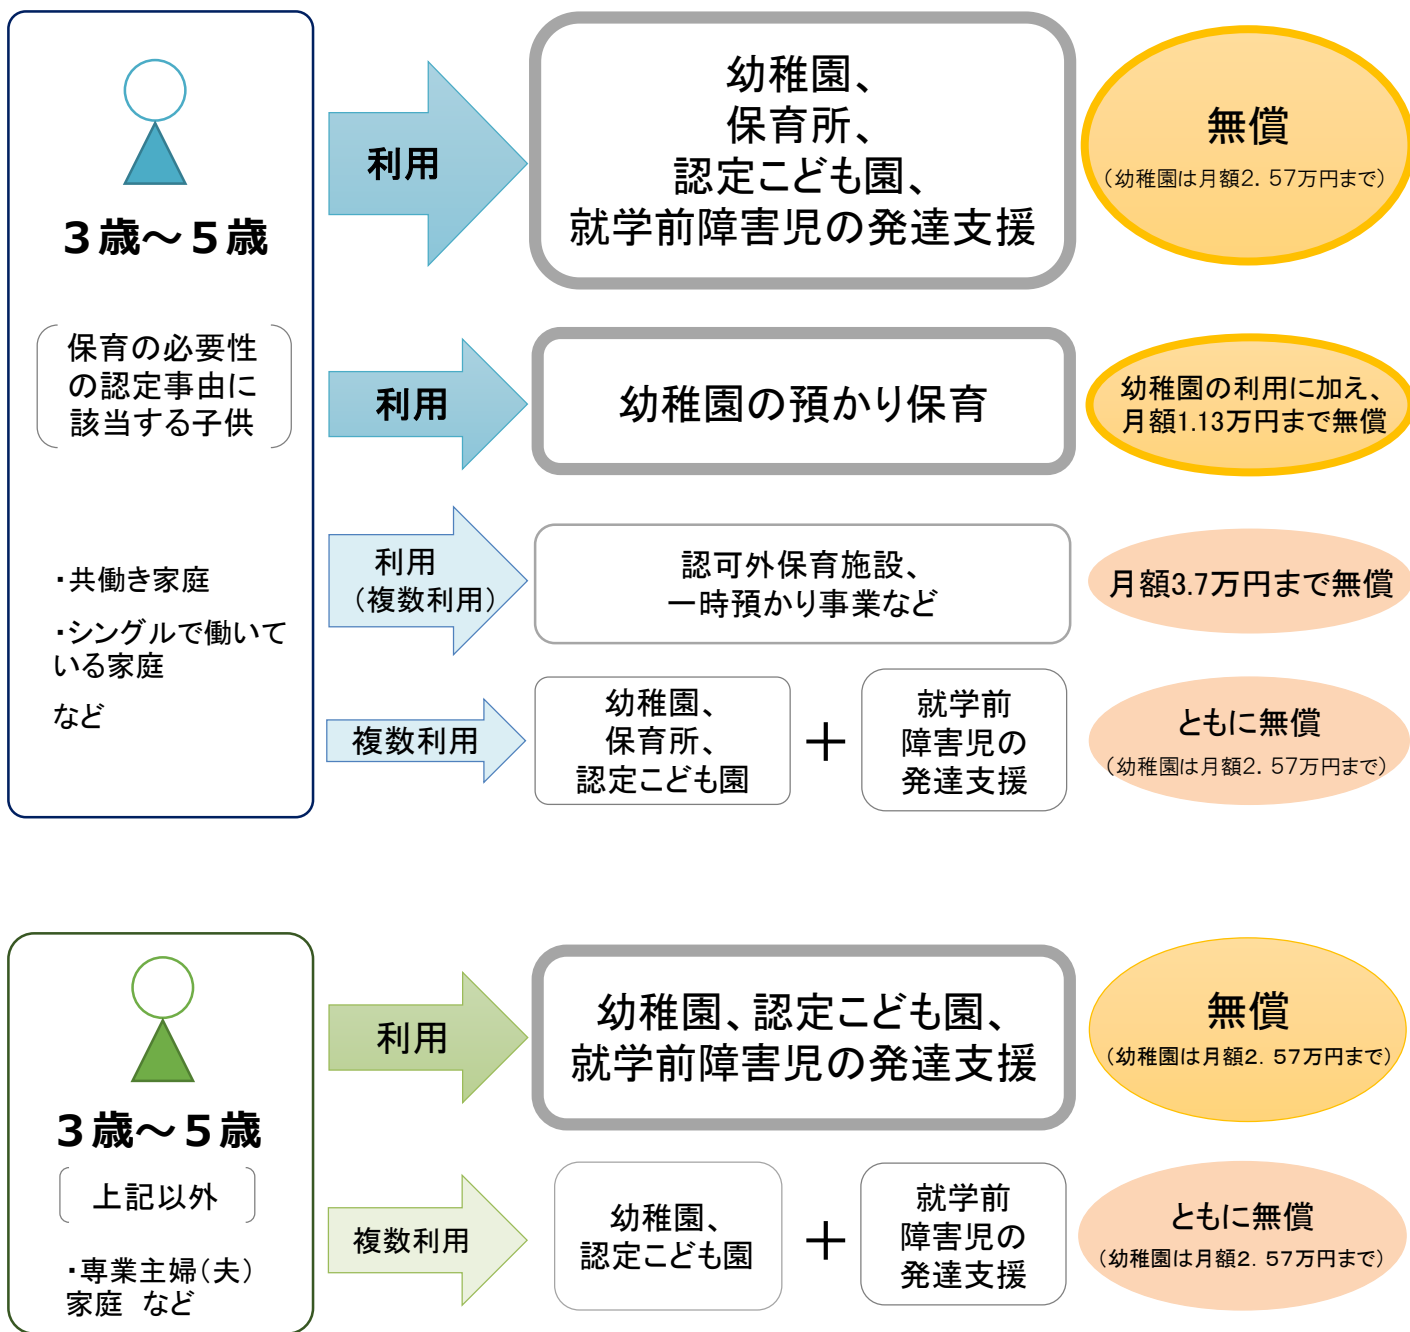 ３歳～５歳
保育の必要性
の認定事由に
該当する子供
・共働き家庭
・シングルで働いて
いる家庭
など
利用
幼稚園、
保育所、
認定こども園、
就学前障害児の発達支援
無償
（幼稚園は月額2．57万円まで）
利用
幼稚園の預かり保育
幼稚園の利用に加え、
月額1.13万円まで無償
利用
（複数利用）
認可外保育施設、
一時預かり事業など
月額3.7万円まで無償
複数利用
幼稚園、
保育所、
認定こども園
＋
就学前
障害児の
発達支援
ともに無償
（幼稚園は月額2．57万円まで）
３歳～５歳
上記以外
・専業主婦（夫）
家庭　など
利用
幼稚園、認定こども園、
就学前障害児の発達支援
無償
（幼稚園は月額2．57万円まで）
複数利用
幼稚園、
認定こども園
＋
就学前
障害児の
発達支援
ともに無償
（幼稚園は月額2．57万円まで）